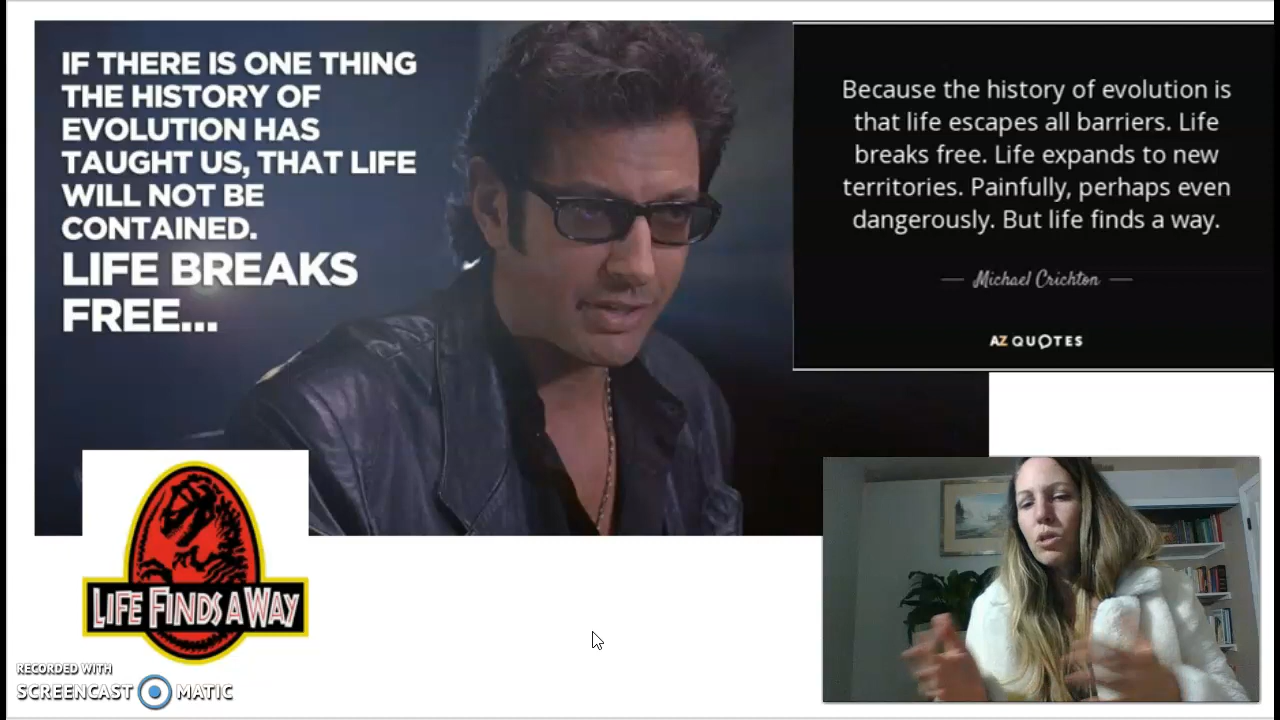 IF THERE IS ONE THING
THE HISTORY OF
EVOLUTION HAS
TAUGHT US, THAT LIFE
WILL NOT BE
CONTAINED.
LIFE BREAKS
FREE...
Because the history of evolution is
that life escapes all barriers. Life
breaks free. Life expands to new
territories. Painfully, perhaps even
dangerously. But life finds a way.
Michael Crichton
AZ QUOTES
LIFE FINDS A WAY
RECORDED WITH
SCREENCAST MATIC